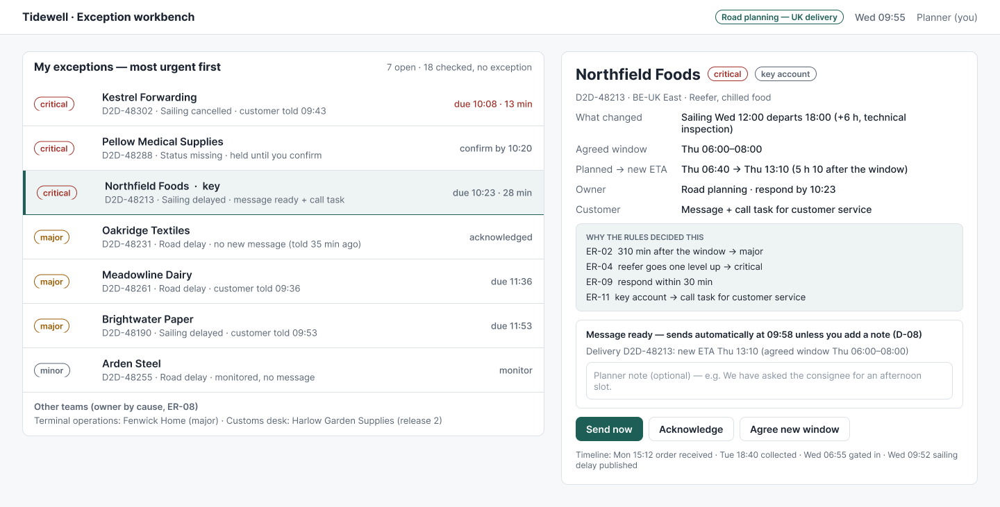 Tidewell · Exception workbench
Road planning — UK delivery
Wed 09:55
Planner (you)
My exceptions — most urgent first
7 open · 18 checked, no exception
critical
Kestrel Forwarding
D2D-48302 · Sailing cancelled · customer told 09:43
due 10:08 · 13 min
critical
Pellow Medical Supplies
D2D-48288 · Status missing · held until you confirm
confirm by 10:20
critical
Northfield Foods · key
D2D-48213 · Sailing delayed · message ready + call task
due 10:23 · 28 min
major
Oakridge Textiles
D2D-48231 · Road delay · no new message (told 35 min ago)
acknowledged
major
Meadowline Dairy
D2D-48261 · Road delay · customer told 09:36
due 11:36
major
Brightwater Paper
D2D-48190 · Sailing delayed · customer told 09:53
due 11:53
minor
Arden Steel
D2D-48255 · Road delay · monitored, no message
monitor
Other teams (owner by cause, ER-08)
Terminal operations: Fenwick Home (major) · Customs desk: Harlow Garden Supplies (release 2)
Northfield Foods
critical
key account
D2D-48213 · BE-UK East · Reefer, chilled food
What changed
Sailing Wed 12:00 departs 18:00 (+6 h, technical
inspection)
Agreed window
Thu 06:00–08:00
Planned → new ETA
Thu 06:40 → Thu 13:10 (5 h 10 after the window)
Owner
Road planning · respond by 10:23
Customer
Message + call task for customer service
WHY THE RULES DECIDED THIS
ER-02 310 min after the window → major
ER-04 reefer goes one level up → critical
ER-09 respond within 30 min
ER-11 key account → call task for customer service
Message ready — sends automatically at 09:58 unless you add a note (D-08)
Delivery D2D-48213: new ETA Thu 13:10 (agreed window Thu 06:00–08:00)
Planner note (optional) — e.g. We have asked the consignee for an afternoon
slot.
Send now
Acknowledge
Agree new window
Timeline: Mon 15:12 order received · Tue 18:40 collected · Wed 06:55 gated in · Wed 09:52 sailing
delay published